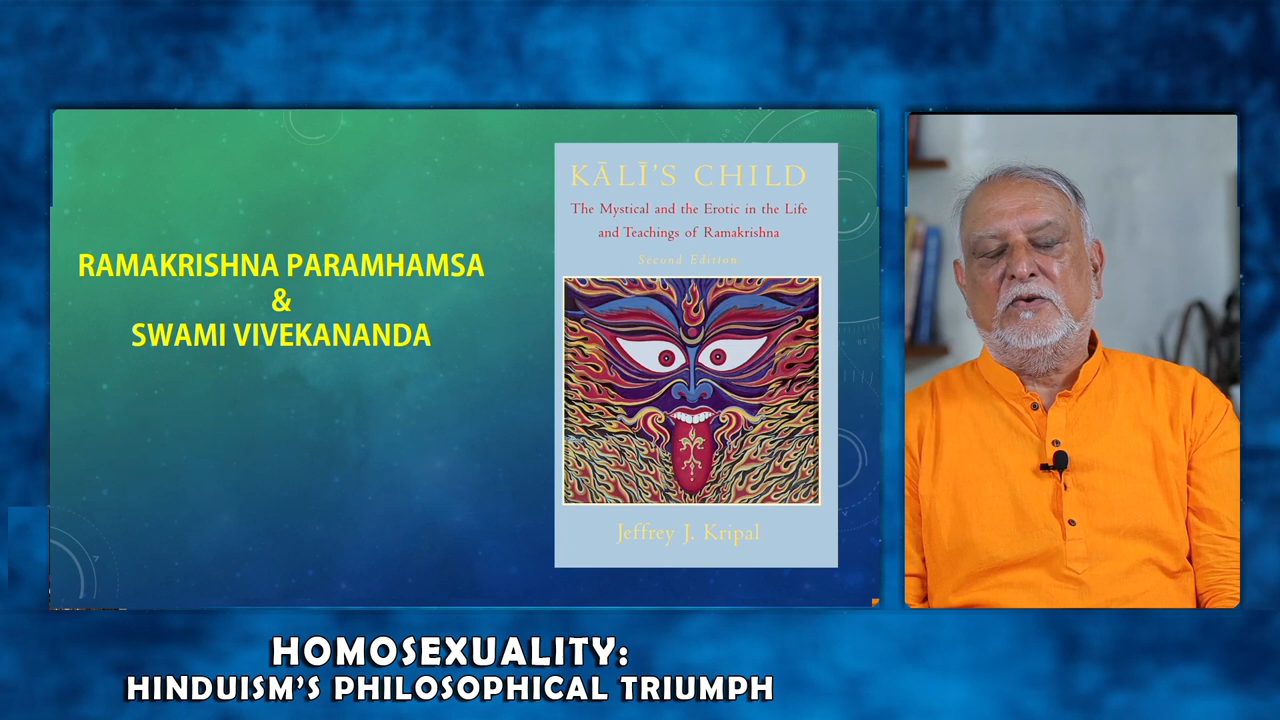 RAMAKRISHNA PARAMHAMSA
&
SWAMI VIVEKANANDA
KĀLĪ'S CHILD
The Mystical and the Erotic in the Life
and Teachings of Ramakrishna
Second Edition
Jeffrey J. Kripal
HOMOSEXUALITY:
HINDUISM'S PHILOSOPHICAL TRIUMPH